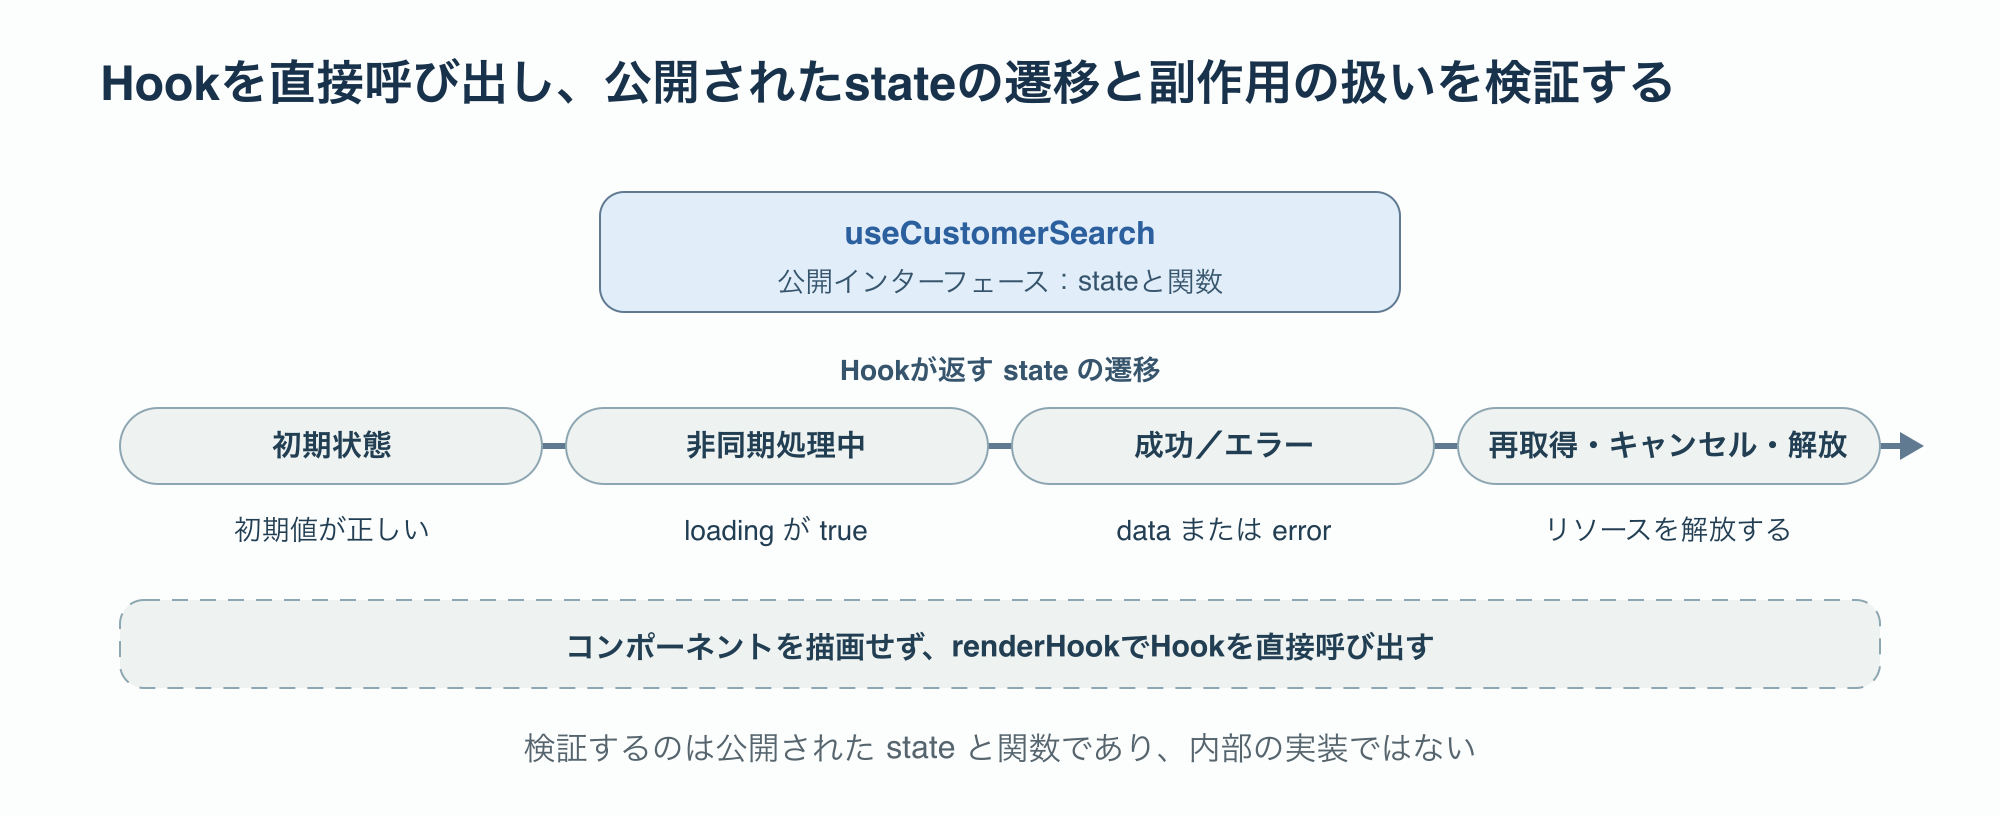 Hookを直接呼び出し、公開されたstateの遷移と副作用の扱いを検証する
useCustomerSearch
公開インターフェース：stateと関数
Hookが返す state の遷移
初期状態
非同期処理中
成功／エラー
再取得・キャンセル・解放
初期値が正しい
loading が true
data または error
リソースを解放する
コンポーネントを描画せず、renderHookでHookを直接呼び出す
検証するのは公開された state と関数であり、内部の実装ではない